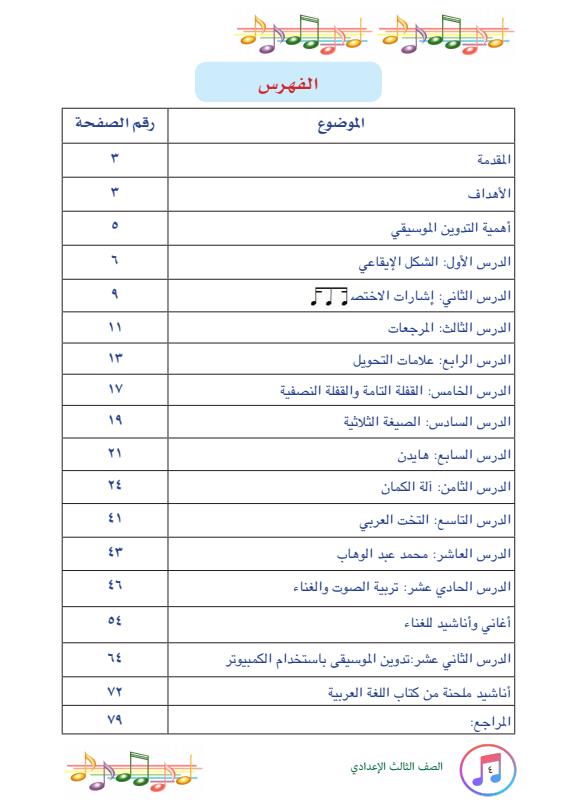 الفهرس
الموضوع رقم الصفحة
المقدمة ٣
الأهداف ٣
أهمية التدوين الموسيقي ٥
الدرس الأول: الشكل الإيقاعي ٦
الدرس الثاني: إشارات الاختصـ ٩
الدرس الثالث: المرجعات ١١
الدرس الرابع: علامات التحويل ١٣
الدرس الخامس: القفلة التامة والقفلة النصفية ١٧
الدرس السادس: الصيغة الثلاثية ١٩
الدرس السابع: هايدن ٢١
الدرس الثامن: آلة الكمان ٢٤
الدرس التاسع: التخت العربي ٤١
الدرس العاشر: محمد عبد الوهاب ٤٣
الدرس الحادي عشر: تربية الصوت والغناء ٤٦
أغاني وأناشيد للغناء ٥٤
الدرس الثاني عشر:تدوين الموسيقى باستخدام الكمبيوتر ٦٤
أناشيد ملحنة من كتاب اللغة العربية ٧٢
المراجع: ٧٩
٤ الصف الثالث الإعدادي